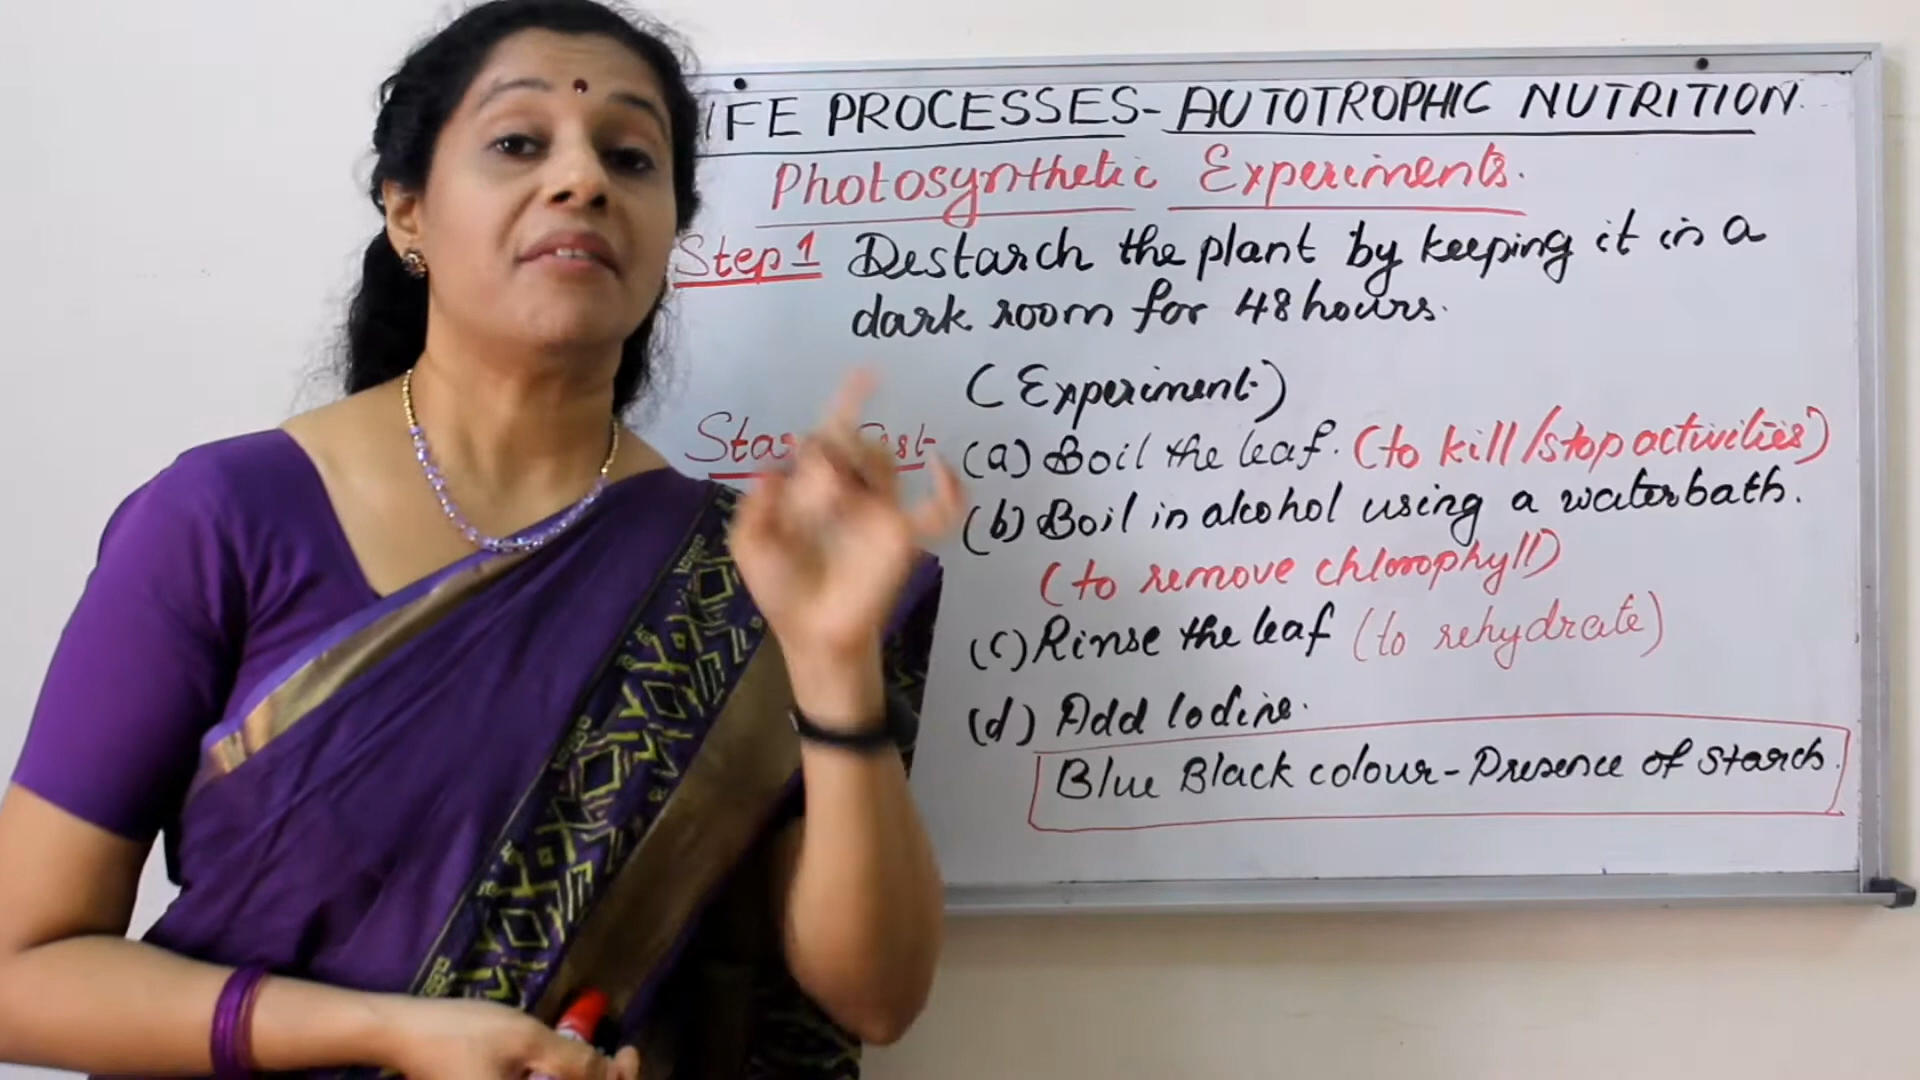 IFE PROCESSES- AUTOTROPHIC NUTRITION.
Photosynthetic Experiments.
Step 1 Destarch the plant by keeping it in a
dark room for 48 hours.
(Experiment)
(a) Boil the leaf. (to kill/stop activities)
(b) Boil in alcohol using a waterbath.
(to remove chlorophyll)
(c) Rinse the leaf (to rehydrate)
(d) Add Iodine.
Blue Black colour-Presence of starch.